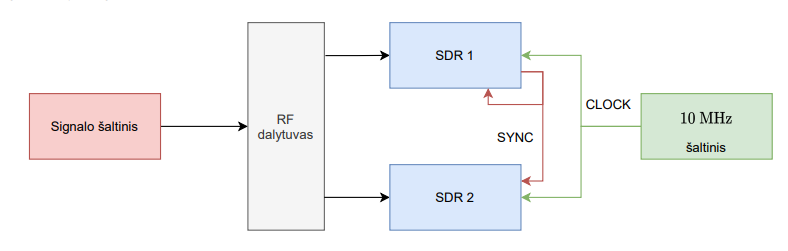 Signalo šaltinis
RF
dalytuvas
SDR 1
SYNC
SDR 2
CLOCK
10 MHz
šaltinis